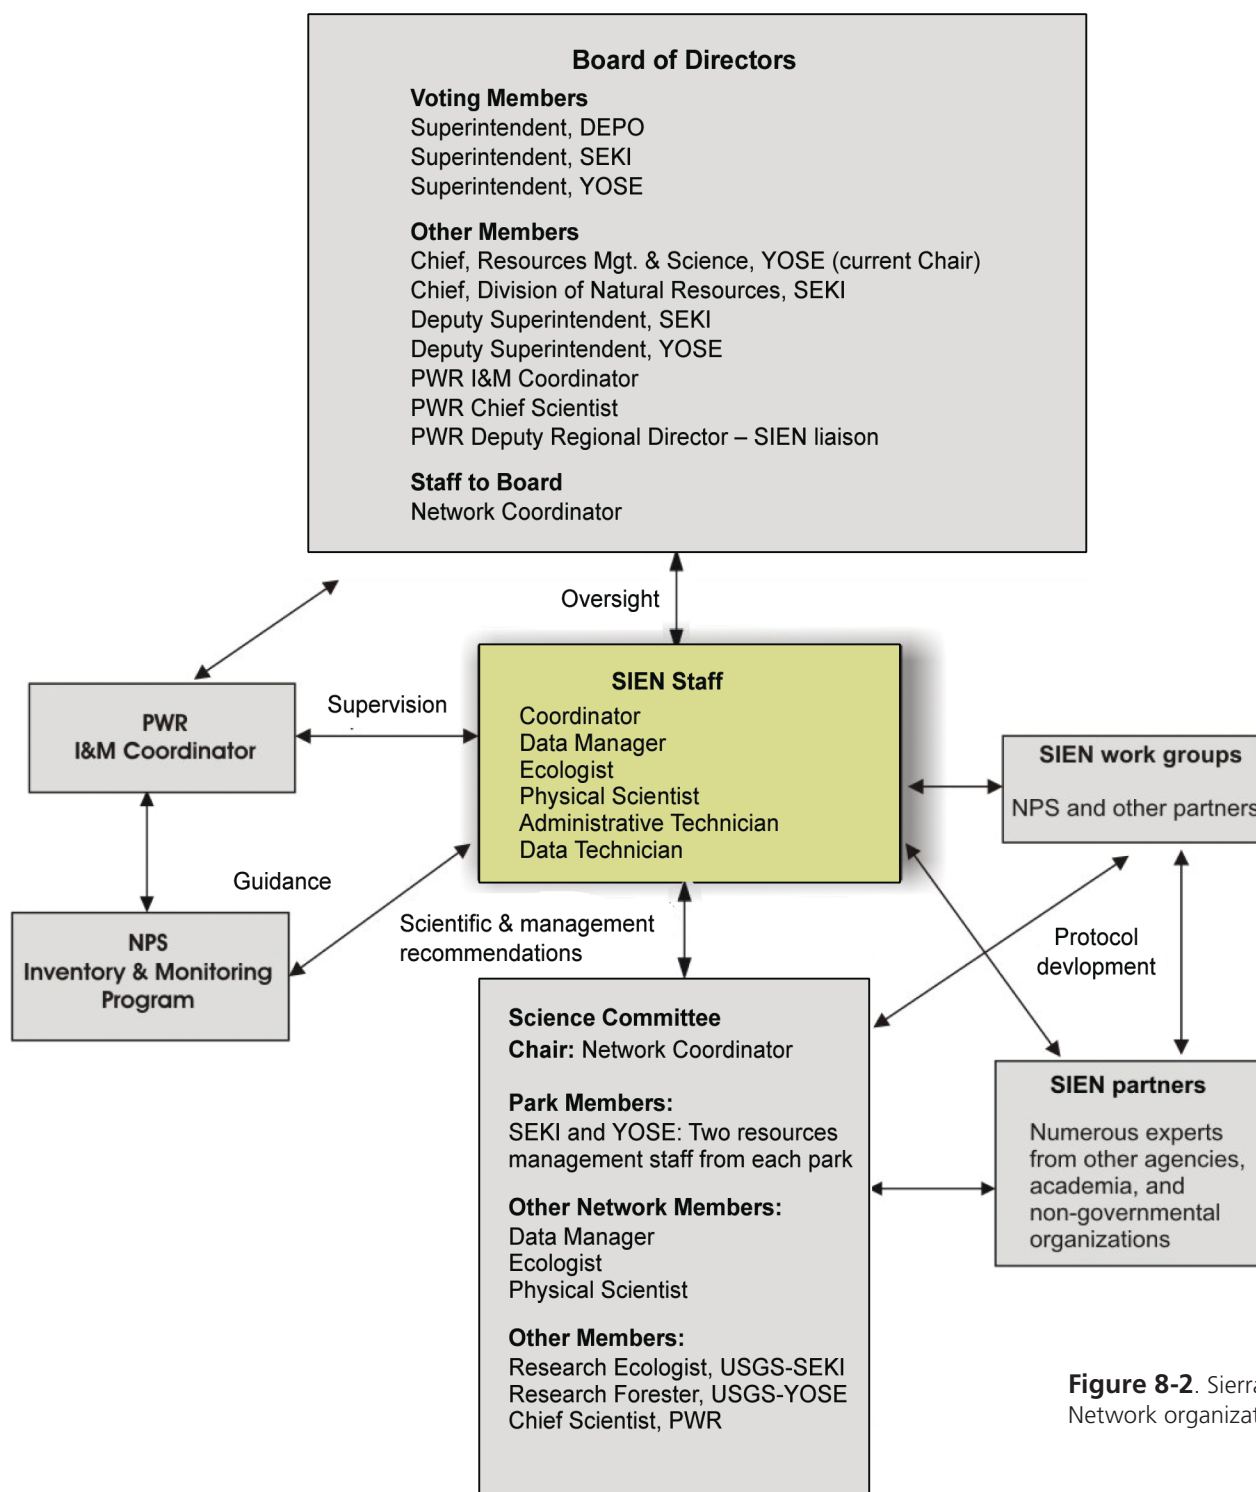 Board of Directors
Voting Members
Superintendent, DEPO
Superintendent, SEKI
Superintendent, YOSE
Other Members
Chief, Resources Mgt. & Science, YOSE (current Chair)
Chief, Division of Natural Resources, SEKI
Deputy Superintendent, SEKI
Deputy Superintendent, YOSE
PWR I&M Coordinator
PWR Chief Scientist
PWR Deputy Regional Director – SIEN liaison
Staff to Board
Network Coordinator
Oversight
PWR
I&M Coordinator
Supervision
SIEN Staff
Coordinator
Data Manager
Ecologist
Physical Scientist
Administrative Technician
Data Technician
SIEN work groups
NPS and other partners
Guidance
NPS
Inventory & Monitoring
Program
Scientific & management
recommendations
Protocol
devlopment
Science Committee
Chair: Network Coordinator
Park Members:
SEKI and YOSE: Two resources
management staff from each park
Other Network Members:
Data Manager
Ecologist
Physical Scientist
Other Members:
Research Ecologist, USGS-SEKI
Research Forester, USGS-YOSE
Chief Scientist, PWR
SIEN partners
Numerous experts
from other agencies,
academia, and
non-governmental
organizations
Figure 8-2. Sierra
Network organizat